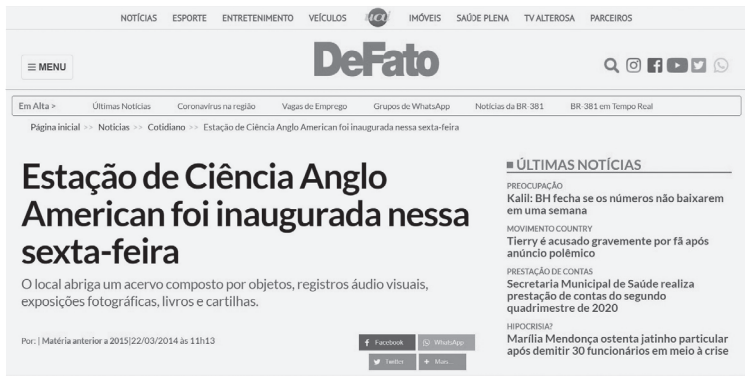 NOTÍCIAS ESPORTE ENTRETENIMENTO VEÍCULOS UAI IMÓVEIS SAÚDE PLENA TV ALTEROSA PARCEIROS
≡ MENU
DeFato
Em Alta > Últimas Notícias Coronavírus na região Vagas de Emprego Grupos de WhatsApp Notícias da BR-381 BR-381 em Tempo Real
Página inicial >> Notícias >> Cotidiano >> Estação de Ciência Anglo American foi inaugurada nessa sexta-feira
Estação de Ciência Anglo
American foi inaugurada nessa
sexta-feira
O local abriga um acervo composto por objetos, registros áudio visuais,
exposições fotográficas, livros e cartilhas.
Por: | Matéria anterior a 2015|22/03/2014 às 11h13
Facebook WhatsApp
Twitter + Mais...
ÚLTIMAS NOTÍCIAS
PREOCUPAÇÃO
Kalil: BH fecha se os números não baixarem
em uma semana
MOVIMENTO COUNTRY
Tierry é acusado gravemente por fã após
anúncio polêmico
PRESTAÇÃO DE CONTAS
Secretaria Municipal de Saúde realiza
prestação de contas do segundo
quadrimestre de 2020
HIPOCRISIA?
Marília Mendonça ostenta jatinho particular
após demitir 30 funcionários em meio à crise